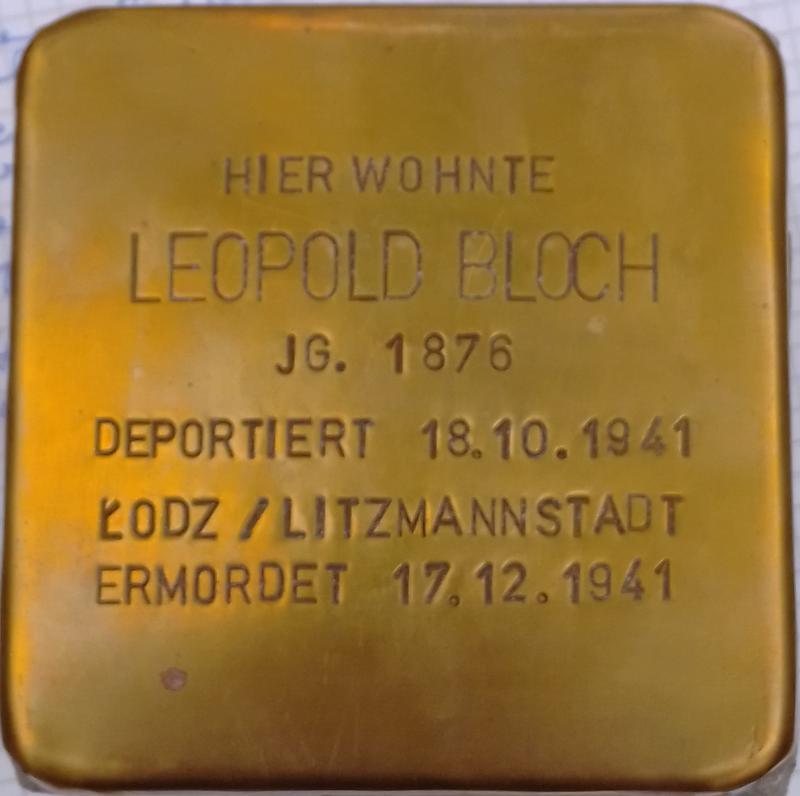 HIER WOHNTE
LEOPOLD BLOCH
JG. 1876
DEPORTIERT 18.10.1941
ŁODZ / LITZMANNSTADT
ERMORDET 17.12.1941